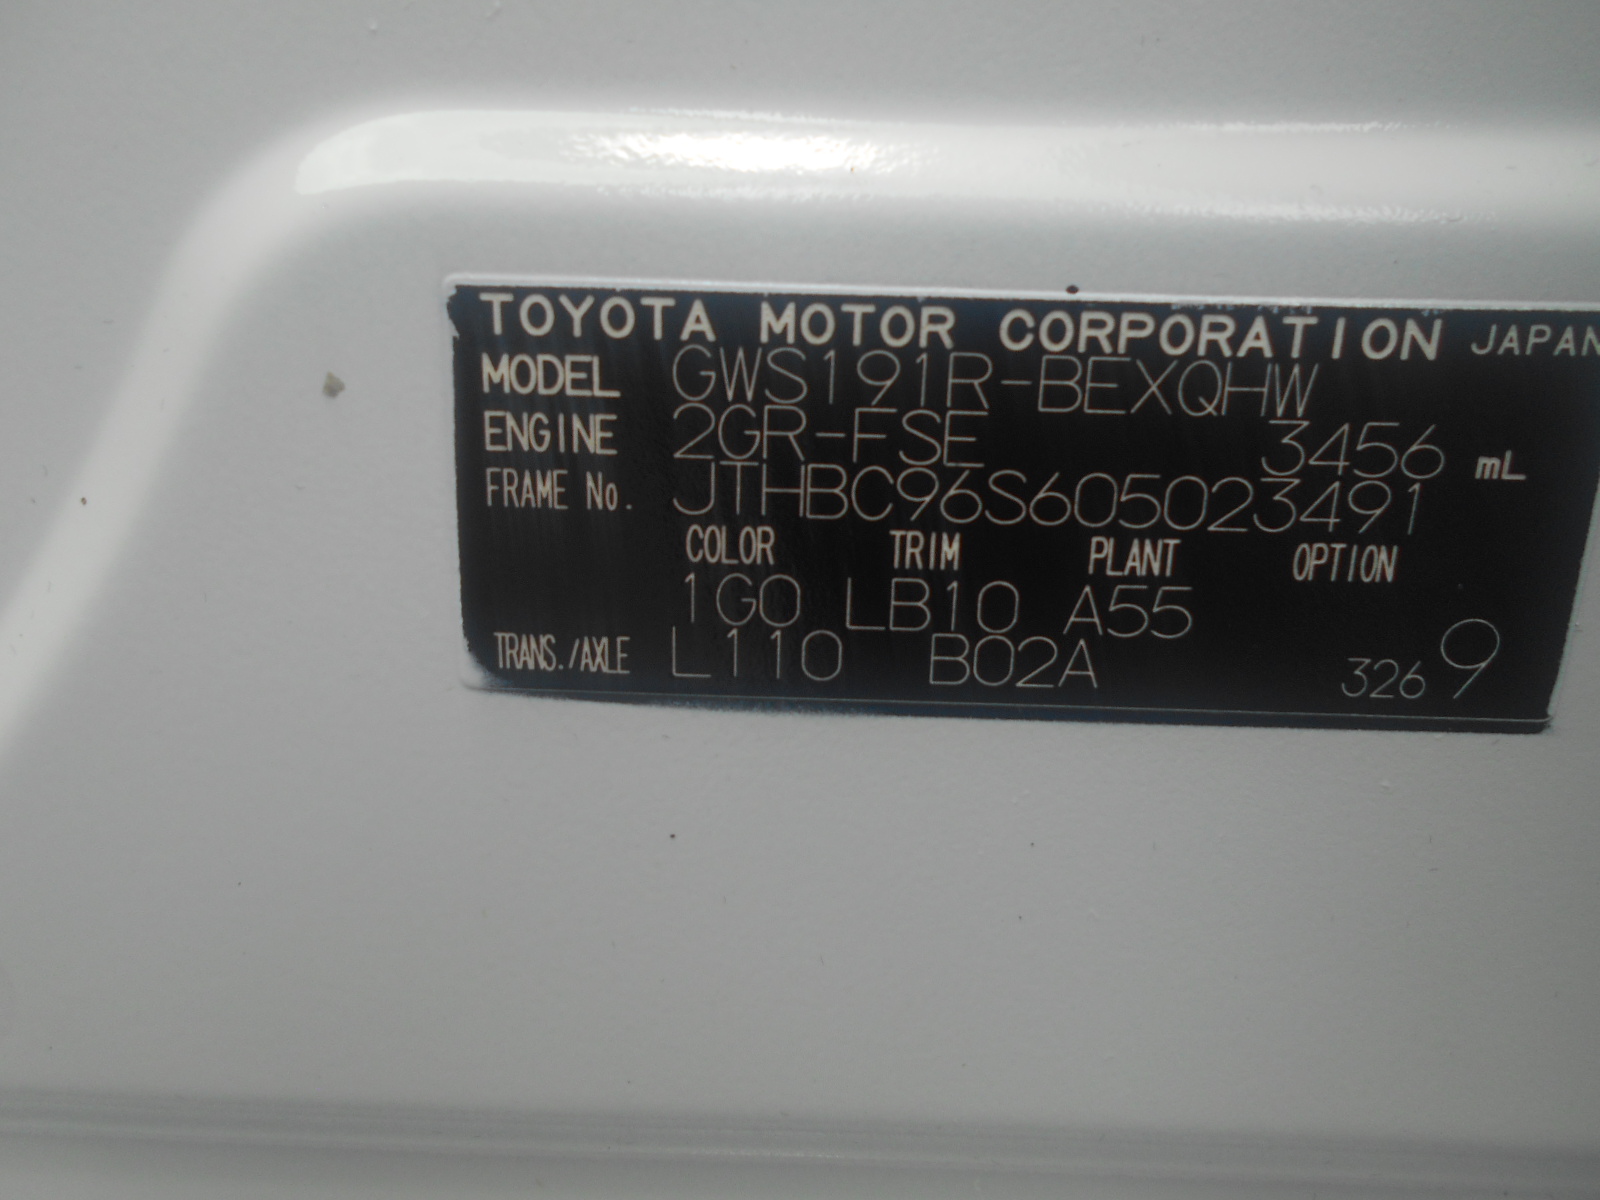 TOYOTA MOTOR CORPORATION JAPAN
MODEL GWS191R-BEXQHW
ENGINE 2GR-FSE 3456 mL
FRAME No. JTHBC96S605023491
COLOR TRIM PLANT OPTION
1G0 LB10 A55
TRANS./AXLE L110 B02A 326 9